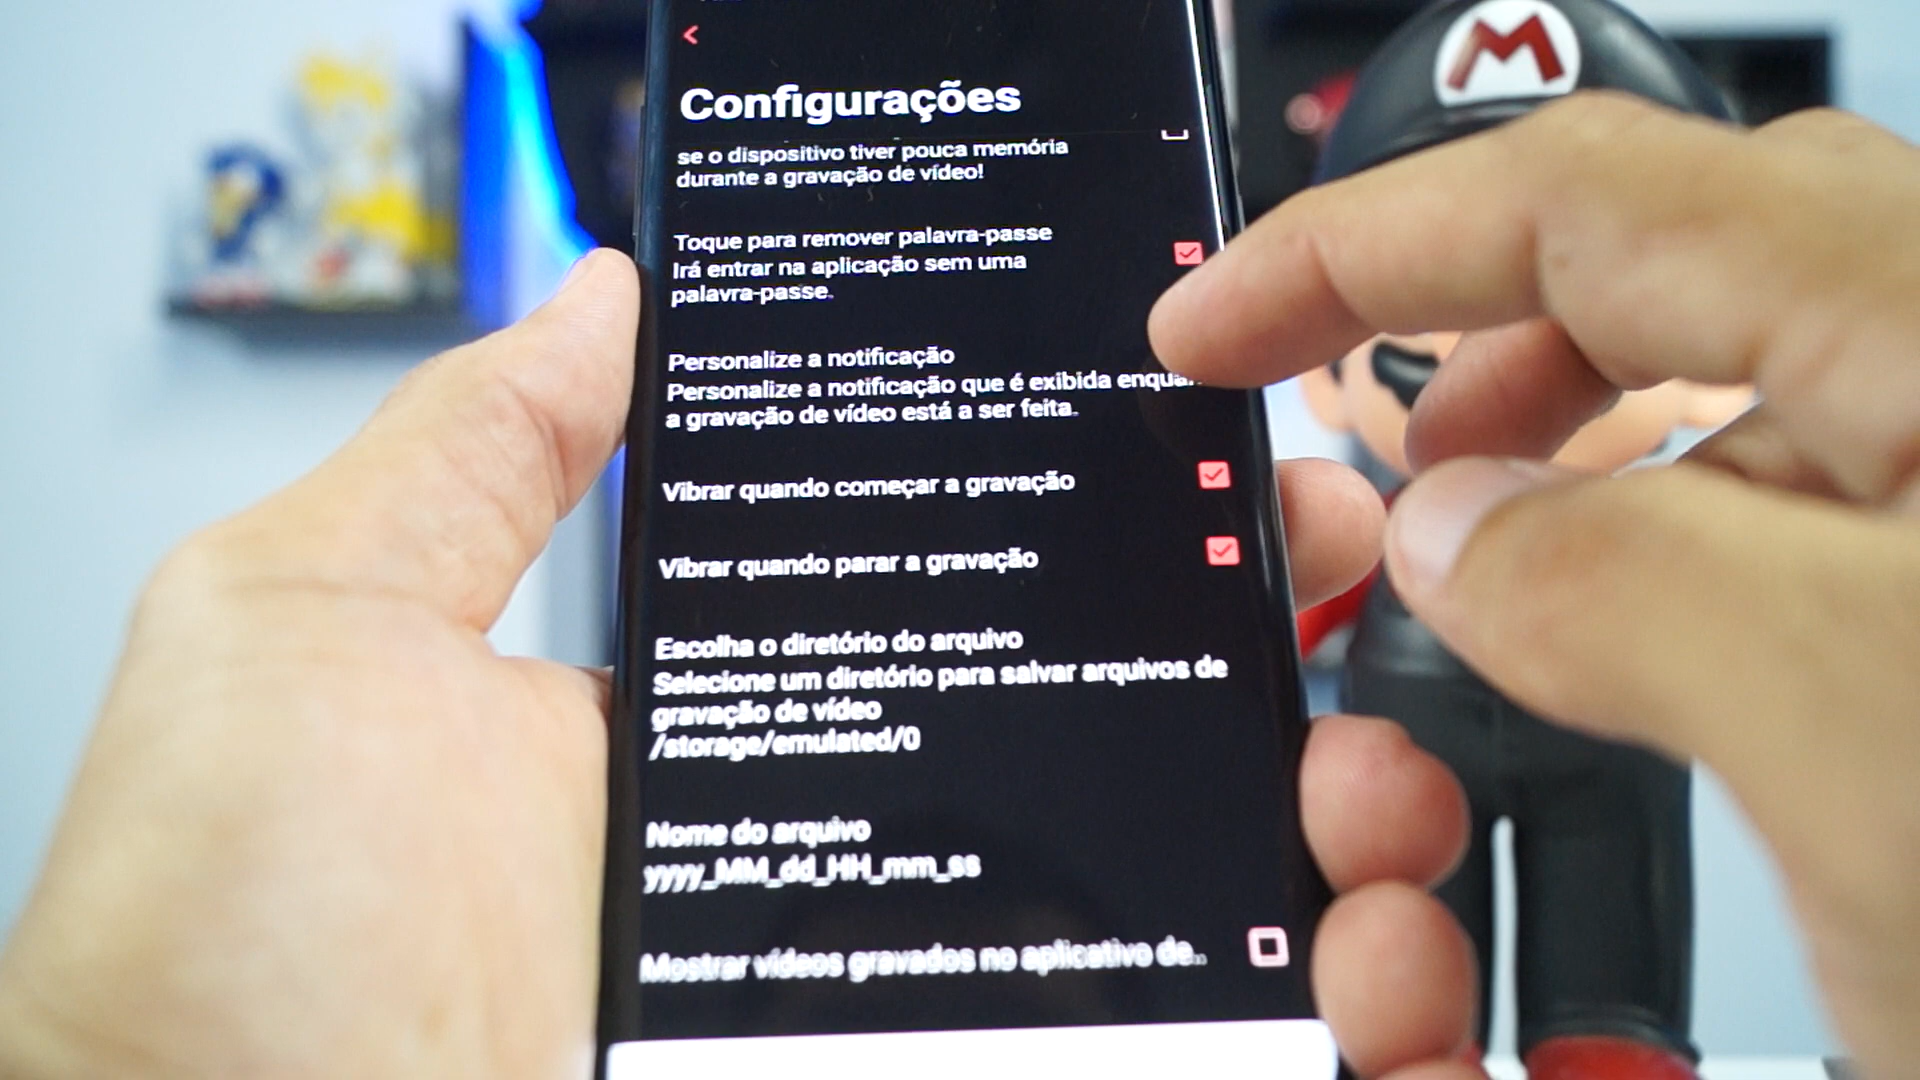 M
Configurações
se o dispositivo tiver pouca memória
durante a gravação de vídeo!
Toque para remover palavra-passe
Irá entrar na aplicação sem uma
palavra-passe.
Personalize a notificação
Personalize a notificação que é exibida
a gravação de vídeo está a ser feita.
Vibrar quando começar a gravação
Vibrar quando parar a gravação
Escolha o diretório do arquivo
Selecione um diretório para salvar arquivos de
gravação de vídeo
/storage/emulated/0
Nome do arquivo
yyyy_MM_dd_HH_mm_ss
Mostrar vídeos gravados no aplicativo de..